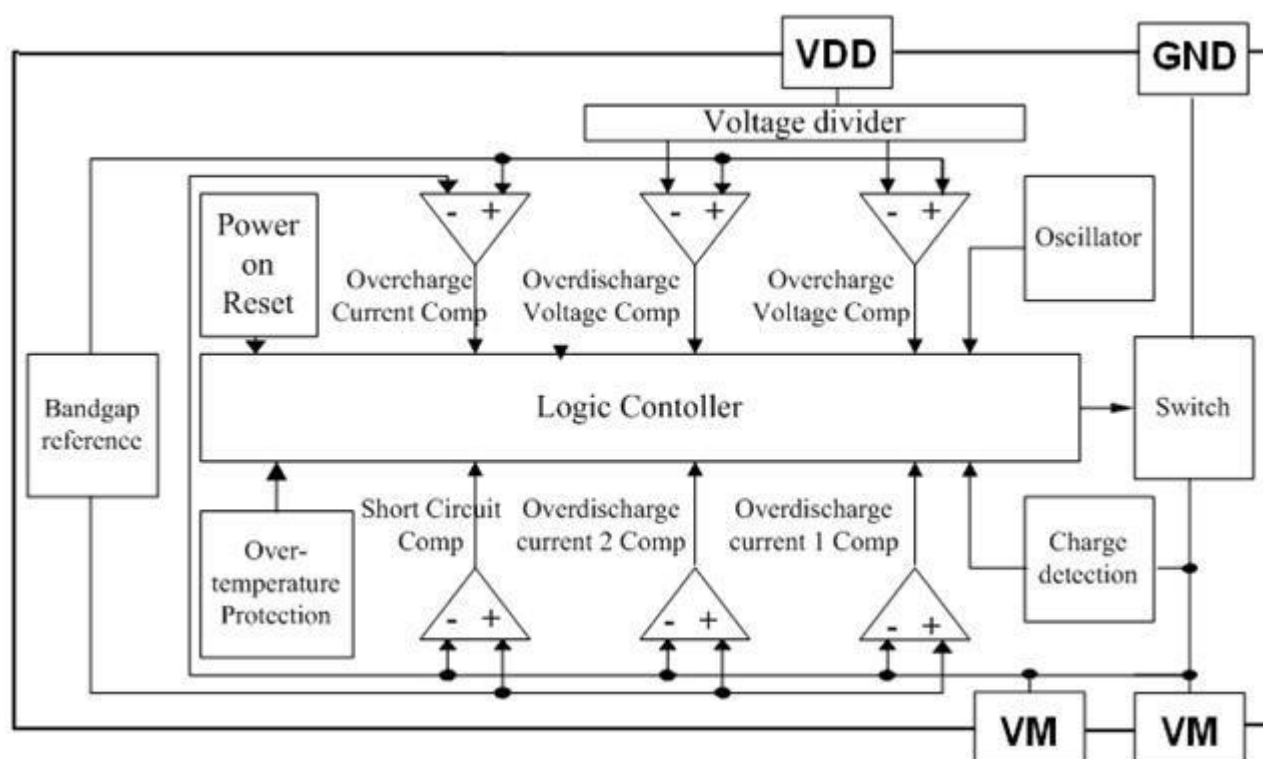 VDD
GND
Voltage divider
- +
- +
- +
Power
on
Reset
Oscillator
Overcharge
Current Comp
Overdischarge
Voltage Comp
Overcharge
Voltage Comp
Bandgap
reference
Logic Contoller
Switch
Short Circuit
Comp
Overdischarge
current 2 Comp
Overdischarge
current 1 Comp
Over-
temperature
Protection
Charge
detection
- +
- +
- +
VM
VM